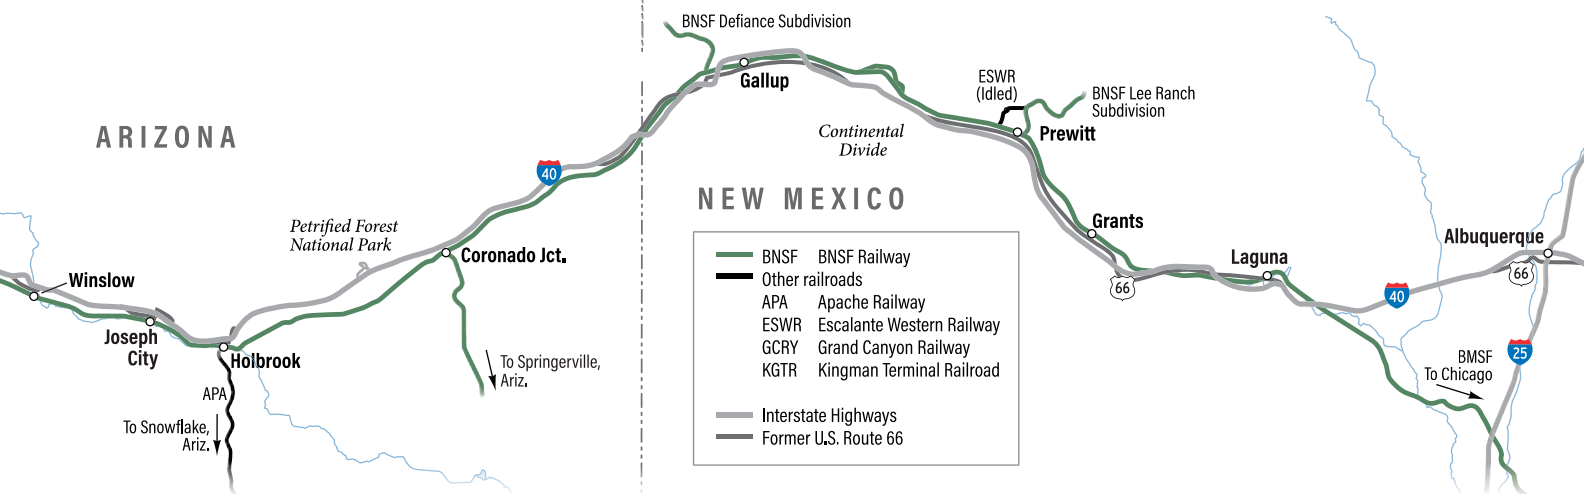 BNSF Defiance Subdivision
Gallup
ESWR
(Idled)
BNSF Lee Ranch
Subdivision
Prewitt
Continental
Divide
ARIZONA
40
NEW MEXICO
Petrified Forest
National Park
Coronado Jct.
Grants
Laguna
Albuquerque
66
66
40
25
Winslow
Joseph
City
Holbrook
APA
To Snowflake,
Ariz.
To Springerville,
Ariz.
BMSF
To Chicago
BNSF BNSF Railway
Other railroads
APA Apache Railway
ESWR Escalante Western Railway
GCRY Grand Canyon Railway
KGTR Kingman Terminal Railroad
Interstate Highways
Former U.S. Route 66